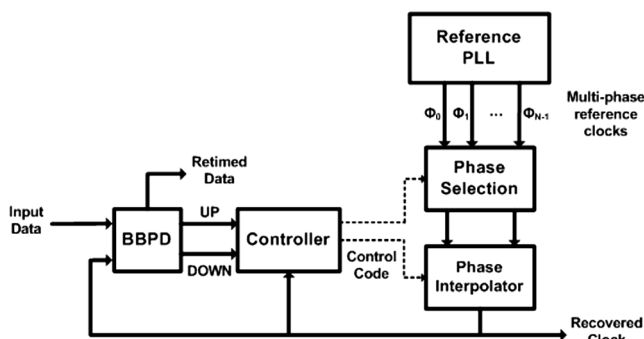 Reference
PLL
Φ0 Φ1 ... ΦN-1
Multi-phase
reference
clocks
Phase
Selection
Retimed
Data
Input
Data
BBPD
UP
DOWN
Controller
Control
Code
Phase
Interpolator
Recovered
Clock